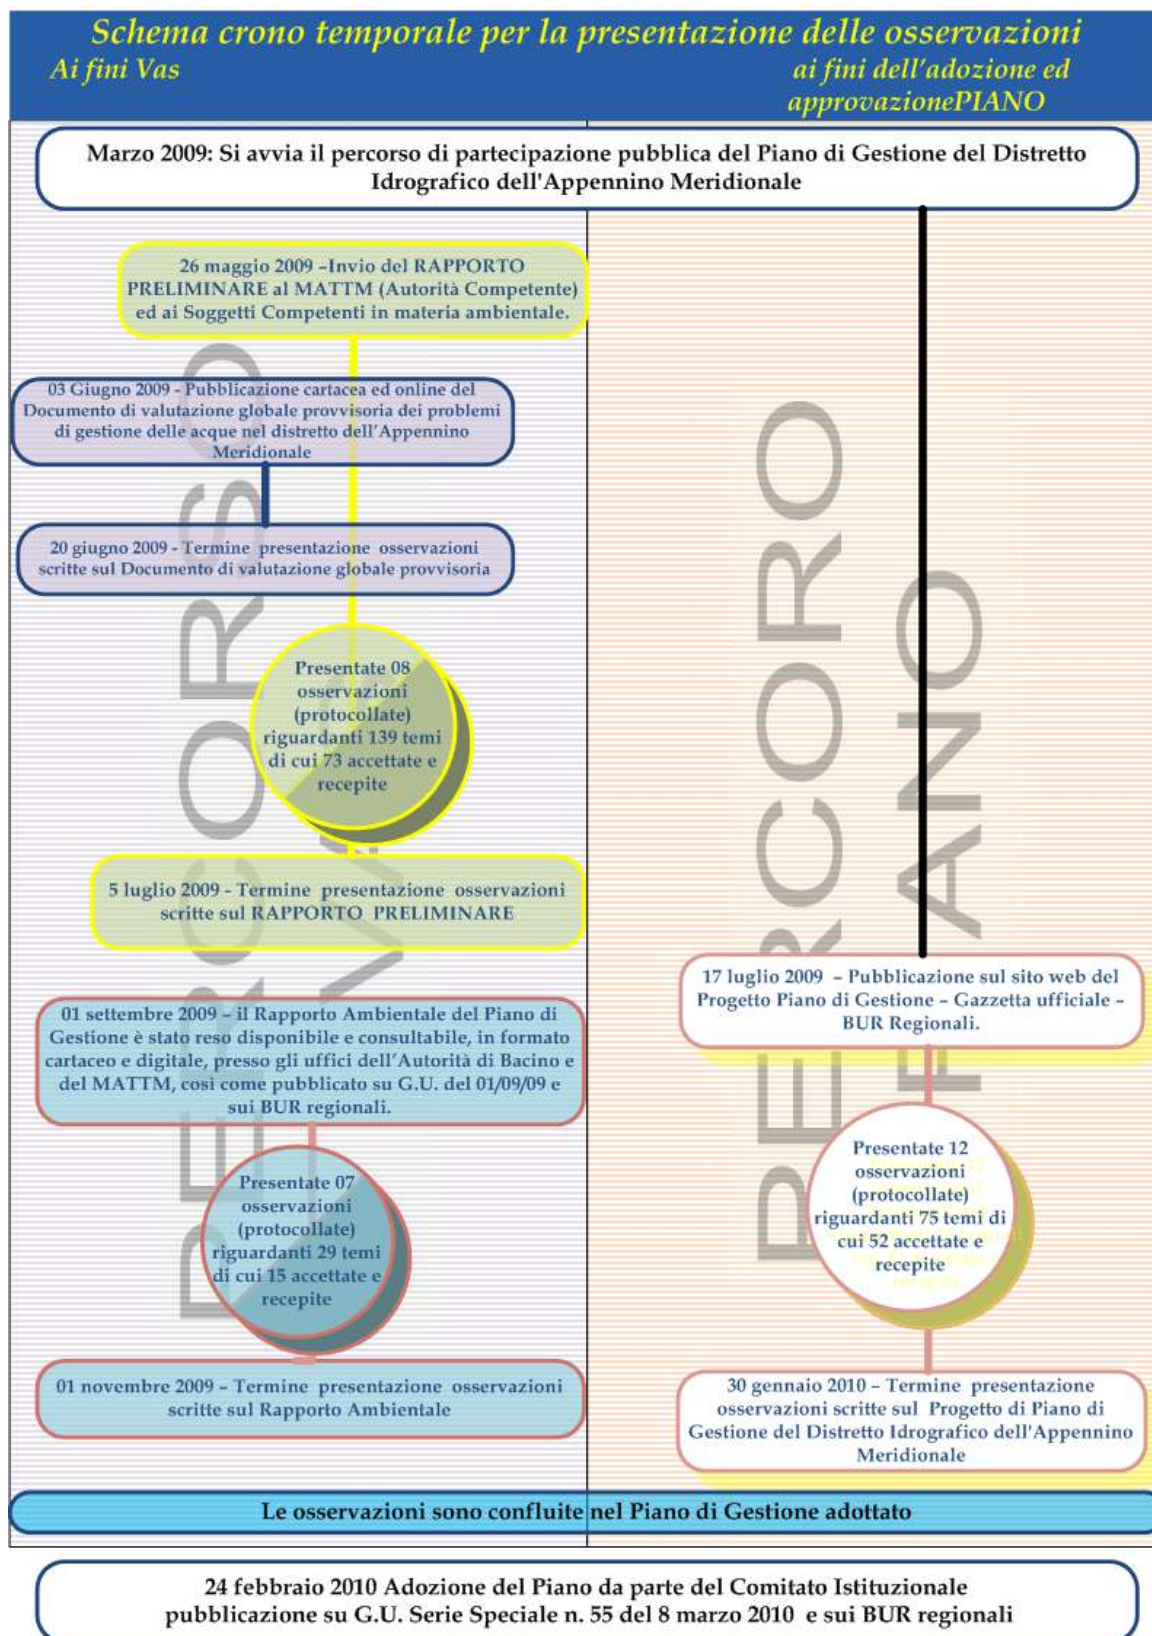 Schema crono temporale per la presentazione delle osservazioni
Ai fini Vas
ai fini dell'adozione ed
approvazionePIANO
Marzo 2009: Si avvia il percorso di partecipazione pubblica del Piano di Gestione del Distretto
Idrografico dell'Appennino Meridionale
PERCORSO
VAS
26 maggio 2009 –Invio del RAPPORTO
PRELIMINARE al MATTM (Autorità Competente)
ed ai Soggetti Competenti in materia ambientale.
03 Giugno 2009 - Pubblicazione cartacea ed online del
Documento di valutazione globale provvisoria dei problemi
di gestione delle acque nel distretto dell'Appennino
Meridionale
20 giugno 2009 - Termine presentazione osservazioni
scritte sul Documento di valutazione globale provvisoria
Presentate 08
osservazioni
(protocollate)
riguardanti 139 temi
di cui 73 accettate e
recepite
5 luglio 2009 - Termine presentazione osservazioni
scritte sul RAPPORTO PRELIMINARE
01 settembre 2009 – il Rapporto Ambientale del Piano di
Gestione è stato reso disponibile e consultabile, in formato
cartaceo e digitale, presso gli uffici dell'Autorità di Bacino e
del MATTM, così come pubblicato su G.U. del 01/09/09 e
sui BUR regionali.
Presentate 07
osservazioni
(protocollate)
riguardanti 29 temi
di cui 15 accettate e
recepite
01 novembre 2009 – Termine presentazione osservazioni
scritte sul Rapporto Ambientale
PERCORO
PIANO
17 luglio 2009 – Pubblicazione sul sito web del
Progetto Piano di Gestione – Gazzetta ufficiale –
BUR Regionali.
Presentate 12
osservazioni
(protocollate)
riguardanti 75 temi di
cui 52 accettate e
recepite
30 gennaio 2010 – Termine presentazione
osservazioni scritte sul Progetto di Piano di
Gestione del Distretto Idrografico dell'Appennino
Meridionale
Le osservazioni sono confluite nel Piano di Gestione adottato
24 febbraio 2010 Adozione del Piano da parte del Comitato Istituzionale
pubblicazione su G.U. Serie Speciale n. 55 del 8 marzo 2010 e sui BUR regionali